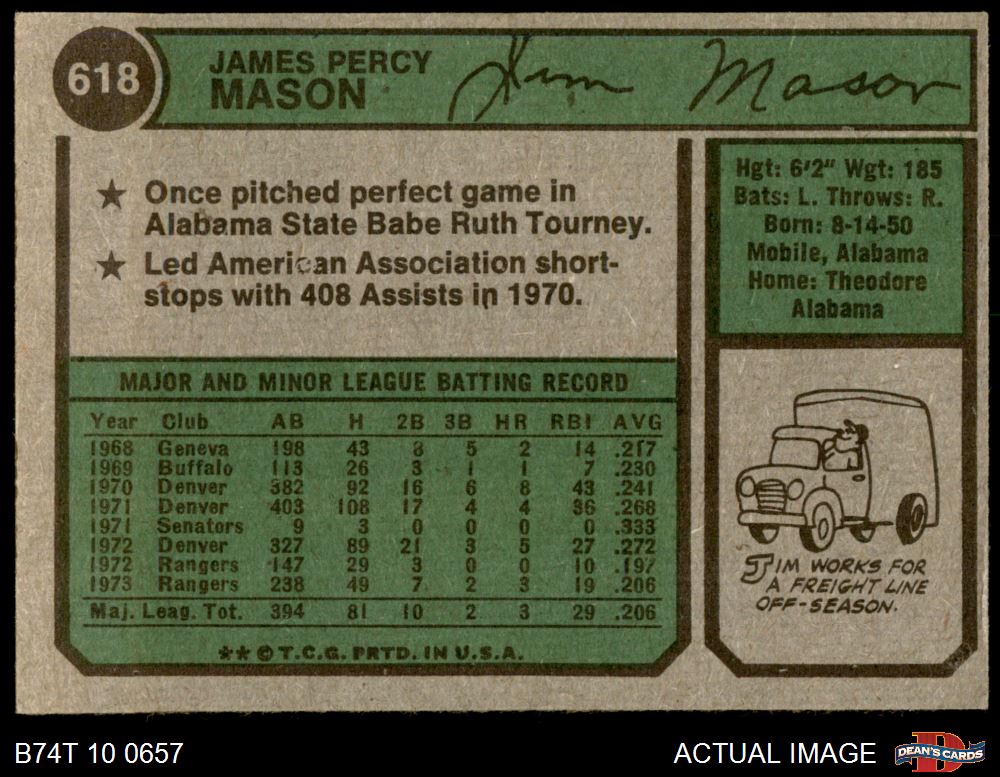 618
JAMES PERCY
MASON
Jim Mason
★ Once pitched perfect game in
Alabama State Babe Ruth Tourney.
★ Led American Association short-
stops with 408 Assists in 1970.
Hgt: 6'2" Wgt: 185
Bats: L. Throws: R.
Born: 8-14-50
Mobile, Alabama
Home: Theodore
Alabama
MAJOR AND MINOR LEAGUE BATTING RECORD
Year Club AB H 2B 3B HR RBI AVG
1968 Geneva 198 43 8 5 2 14 .217
1969 Buffalo 113 26 3 1 1 7 .230
1970 Denver 382 92 16 6 8 43 .241
1971 Denver 403 108 17 4 4 36 .268
1971 Senators 9 3 0 0 0 0 .333
1972 Denver 327 89 21 3 5 27 .272
1972 Rangers 147 29 3 0 0 10 .197
1973 Rangers 238 49 7 2 3 19 .206
Maj. Leag. Tot. 394 81 10 2 3 29 .206
** © T.C.G. PRTD. IN U.S.A.
JIM WORKS FOR
A FREIGHT LINE
OFF-SEASON.
B74T 10 0657
ACTUAL IMAGE
D
DEAN'S CARDS